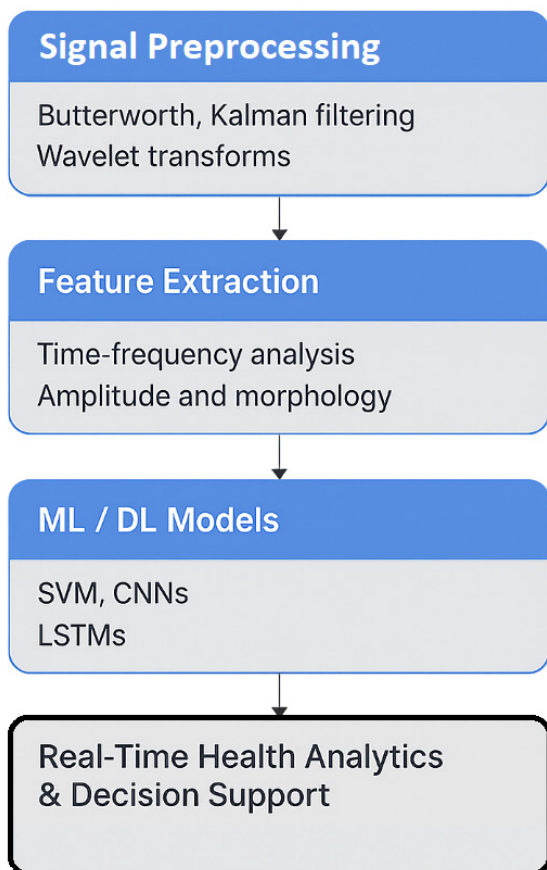 Signal Preprocessing
Butterworth, Kalman filtering
Wavelet transforms
Feature Extraction
Time-frequency analysis
Amplitude and morphology
ML / DL Models
SVM, CNNs
LSTMs
Real-Time Health Analytics
& Decision Support